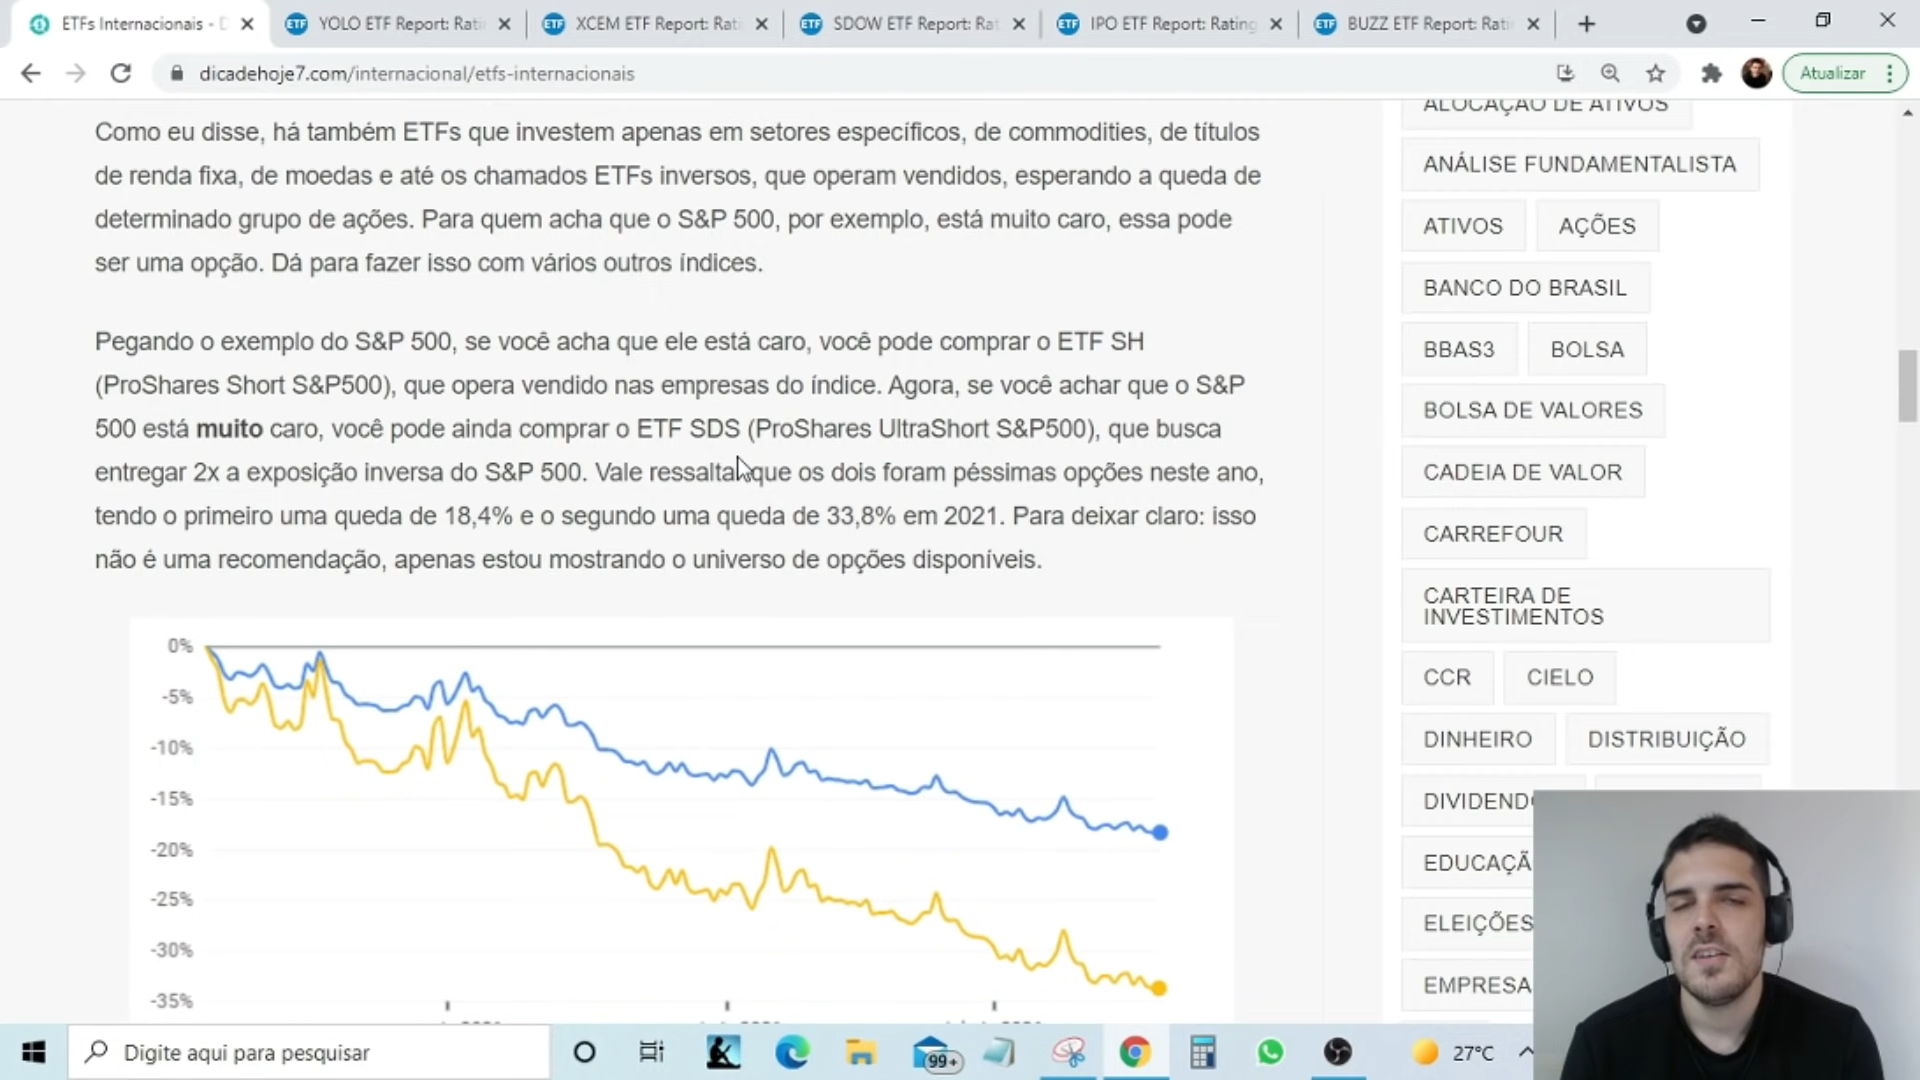 ETFs Internacionais - D
YOLO ETF Report: Rati
XCEM ETF Report: Rati
SDOW ETF Report: Rat
IPO ETF Report: Rating
BUZZ ETF Report: Rati
dicadehoje7.com/internacional/etfs-internacionais
Atualizar
Como eu disse, há também ETFs que investem apenas em setores específicos, de commodities, de títulos
de renda fixa, de moedas e até os chamados ETFs inversos, que operam vendidos, esperando a queda de
determinado grupo de ações. Para quem acha que o S&P 500, por exemplo, está muito caro, essa pode
ser uma opção. Dá para fazer isso com vários outros índices.
Pegando o exemplo do S&P 500, se você acha que ele está caro, você pode comprar o ETF SH
(ProShares Short S&P500), que opera vendido nas empresas do índice. Agora, se você achar que o S&P
500 está muito caro, você pode ainda comprar o ETF SDS (ProShares UltraShort S&P500), que busca
entregar 2x a exposição inversa do S&P 500. Vale ressaltar que os dois foram péssimas opções neste ano,
tendo o primeiro uma queda de 18,4% e o segundo uma queda de 33,8% em 2021. Para deixar claro: isso
não é uma recomendação, apenas estou mostrando o universo de opções disponíveis.
0%
-5%
-10%
-15%
-20%
-25%
-30%
-35%
ALOCAÇÃO DE ATIVOS
ANÁLISE FUNDAMENTALISTA
ATIVOS
AÇÕES
BANCO DO BRASIL
BBAS3
BOLSA
BOLSA DE VALORES
CADEIA DE VALOR
CARREFOUR
CARTEIRA DE
INVESTIMENTOS
CCR
CIELO
DINHEIRO
DISTRIBUIÇÃO
DIVIDENDO
EDUCAÇÃ
ELEIÇÕES
EMPRESA
Digite aqui para pesquisar
99+
27°C